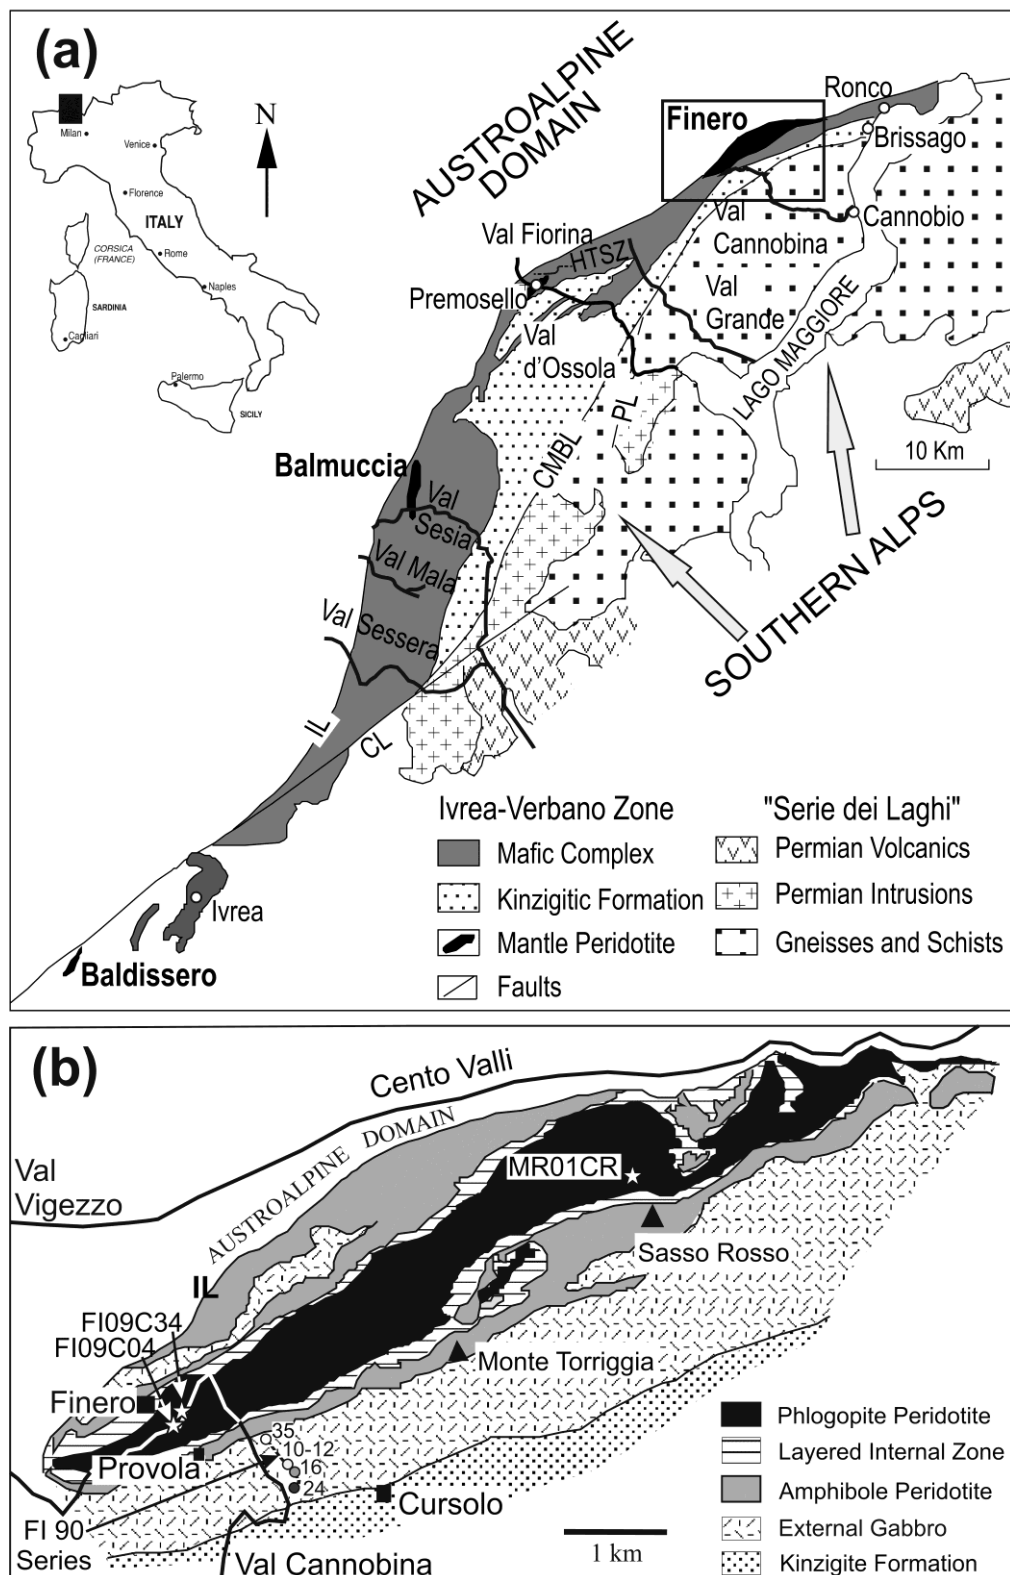 (a)
AUSTROALPINE
DOMAIN
Ronco
Finero
Brissago
N
Milan
Venice
Florence
ITALY
CORSICA
(FRANCE)
Rome
Naples
SARDINIA
Cagliari
Palermo
SICILY
Val Fiorina
HTSZ
Premosello
Val
Cannobina
Cannobio
Val
Grande
Val
d'Ossola
LAGO MAGGIORE
PL
CMBL
10 Km
Balmuccia
Val
Sesia
Val Mala
Val Sessera
SOUTHERN ALPS
IL
CL
Ivrea
Baldissero
Ivrea-Verbano Zone
Mafic Complex
Kinzigitic Formation
Mantle Peridotite
Faults
"Serie dei Laghi"
Permian Volcanics
Permian Intrusions
Gneisses and Schists
(b)
Cento Valli
AUSTROALPINE DOMAIN
Val
Vigezzo
MR01CR
Sasso Rosso
IL
FI09C34
FI09C04
Monte Torriggia
Finero
35
10-12
16
24
Provola
Cursolo
FI 90
Series
Val Cannobina
1 km
Phlogopite Peridotite
Layered Internal Zone
Amphibole Peridotite
External Gabbro
Kinzigite Formation